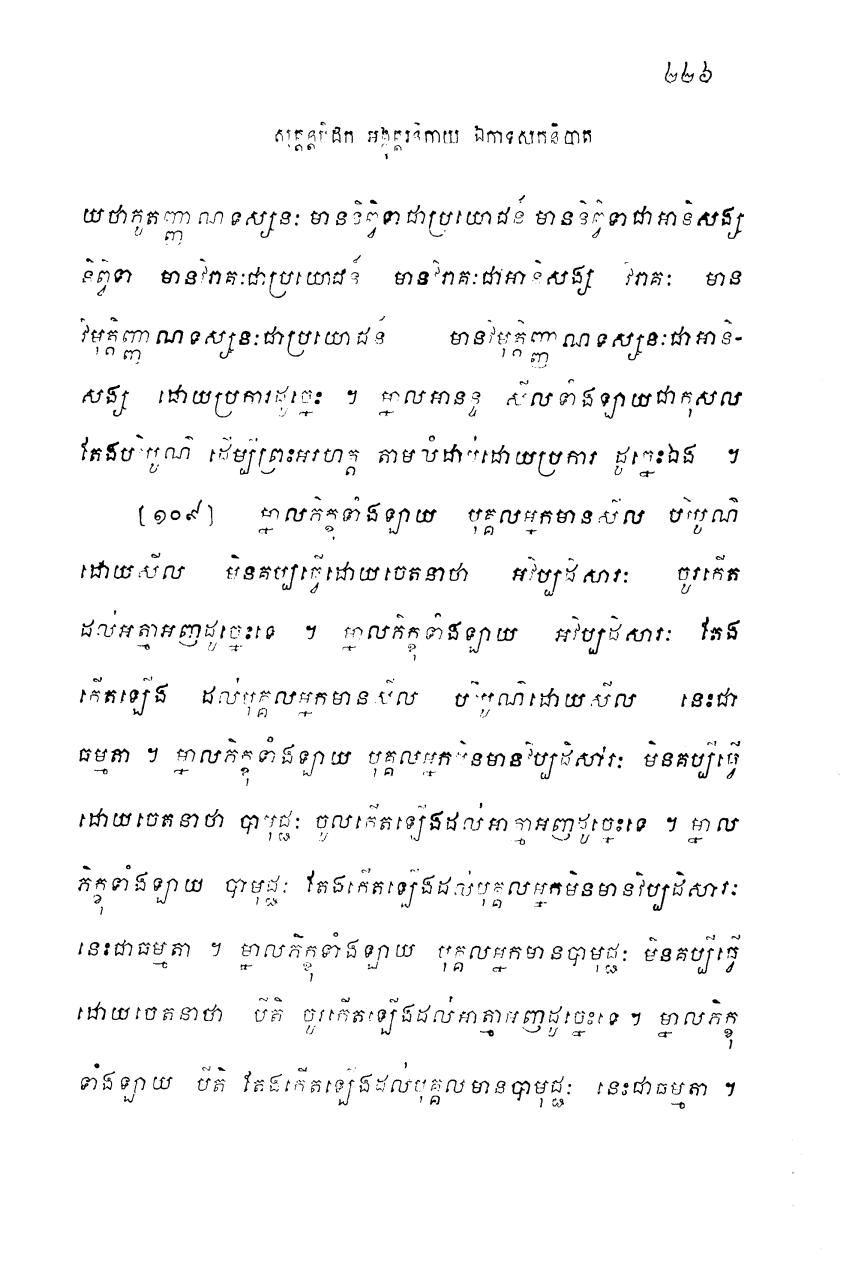 ២២៦
សុត្តន្តបិដក អង្គុត្តរនិកាយ ឯកាទសកនិបាត
យថាភូតញ្ញាណទស្សនៈ មាននិព្វិទាជាប្រយោជន៍ មាននិព្វិទាជាអានិសង្ស
និព្វិទា មានវិរាគៈជាប្រយោជន៍ មានវិរាគៈជាអានិសង្ស វិរាគៈ មាន
វិមុត្តិញ្ញាណទស្សនៈជាប្រយោជន៍ មានវិមុត្តិញ្ញាណទស្សនៈជាអានិ-
សង្ស ដោយប្រការដូច្នេះ ។ ម្នាលអានន្ទ សីលទាំងឡាយជាកុសល
តែងបរិបូណ៌ ដើម្បីព្រះអរហត្ត តាមលំដាប់ដោយប្រការ ដូច្នេះឯង ។
[១០៩] ម្នាលភិក្ខុទាំងឡាយ បុគ្គលអ្នកមានសីល បរិបូណ៌
ដោយសីល មិនគប្បីធ្វើដោយចេតនាថា អវិប្បដិសារៈ ចូរកើត
ដល់អត្មាអញដូច្នេះទេ ។ ម្នាលភិក្ខុទាំងឡាយ អវិប្បដិសារៈ តែង
កើតឡើង ដល់បុគ្គលអ្នកមានសីល បរិបូណ៌ដោយសីល នេះជា
ធម្មតា ។ ម្នាលភិក្ខុទាំងឡាយ បុគ្គលអ្នកមិនមានវិប្បដិសារៈ មិនគប្បីធ្វើ
ដោយចេតនាថា បាមុជ្ជៈ ចូលកើតឡើងដល់អាត្មាអញដូច្នេះទេ ។ ម្នាល
ភិក្ខុទាំងឡាយ បាមុជ្ជៈ តែងកើតឡើងដល់បុគ្គលអ្នកមិនមានវិប្បដិសារៈ
នេះជាធម្មតា ។ ម្នាលភិក្ខុទាំងឡាយ បុគ្គលអ្នកមានបាមុជ្ជៈ មិនគប្បីធ្វើ
ដោយចេតនាថា បីតិ ចូរកើតឡើងដល់អាត្មាអញដូច្នេះទេ ។ ម្នាលភិក្ខុ
ទាំងឡាយ បីតិ តែងកើតឡើងដល់បុគ្គលមានបាមុជ្ជៈ នេះជាធម្មតា ។